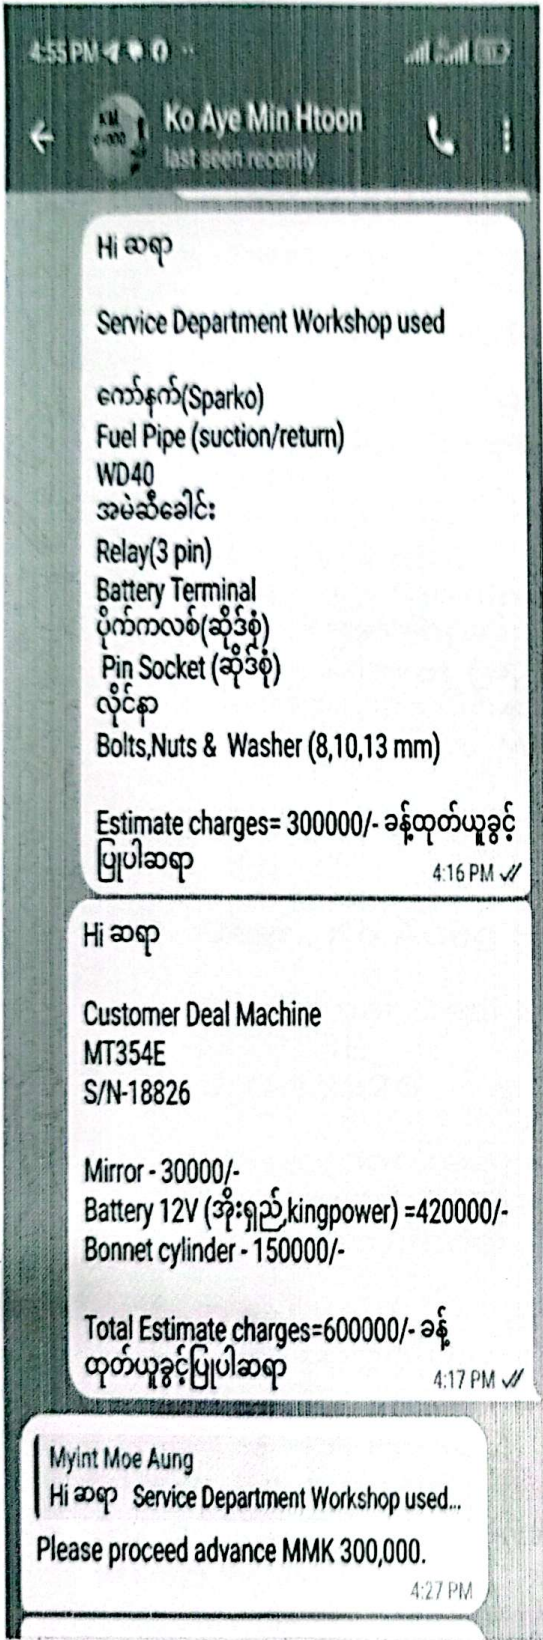 4:55 PM
Ko Aye Min Htoon
last seen recently
Hi ဆရာ
Service Department Workshop used
ကော်နက်(Sparko)
Fuel Pipe (suction/return)
WD40
အမဲဆီခေါင်း
Relay(3 pin)
Battery Terminal
ပိုက်ကလစ်(ဆိုဒ်စုံ)
Pin Socket (ဆိုဒ်စုံ)
လိုင်နာ
Bolts,Nuts & Washer (8,10,13 mm)
Estimate charges= 300000/- ခန့်ထုတ်ယူခွင့်
ပြုပါဆရာ
4:16 PM
Hi ဆရာ
Customer Deal Machine
MT354E
S/N-18826
Mirror - 30000/-
Battery 12V (အိုးရှည်,kingpower) =420000/-
Bonnet cylinder - 150000/-
Total Estimate charges=600000/- ခန့်
ထုတ်ယူခွင့်ပြုပါဆရာ
4:17 PM
Myint Moe Aung
Hi ဆရာ Service Department Workshop used...
Please proceed advance MMK 300,000.
4:27 PM